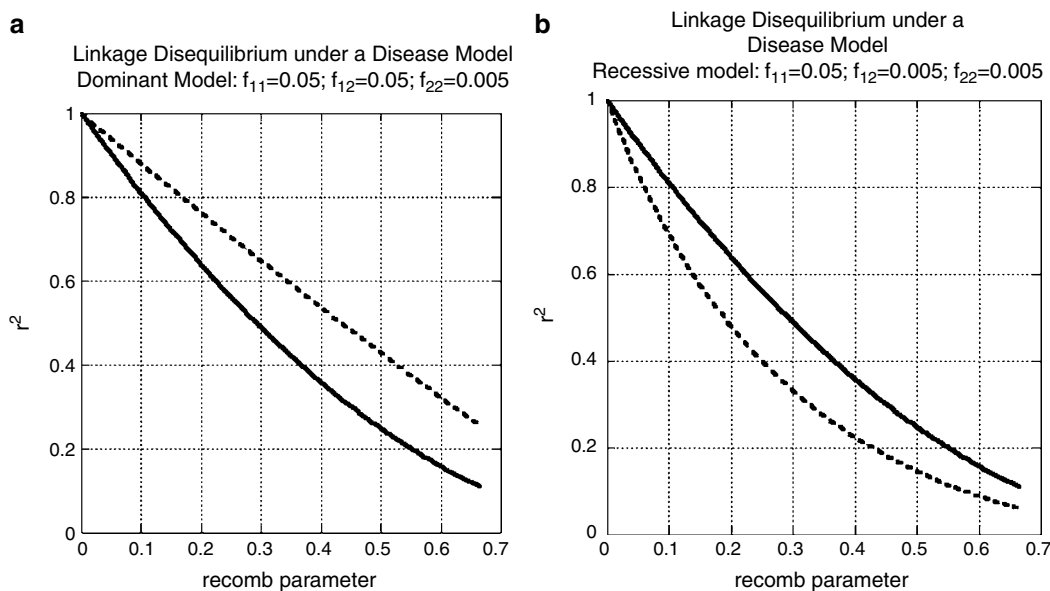 a
Linkage Disequilibrium under a Disease Model
Dominant Model: f11=0.05; f12=0.05; f22=0.005
1
0.8
0.6
r2
0.4
0.2
0
0 0.1 0.2 0.3 0.4 0.5 0.6 0.7
recomb parameter
b
Linkage Disequilibrium under a
Disease Model
Recessive model: f11=0.05; f12=0.005; f22=0.005
1
0.8
0.6
r2
0.4
0.2
0
0 0.1 0.2 0.3 0.4 0.5 0.6 0.7
recomb parameter